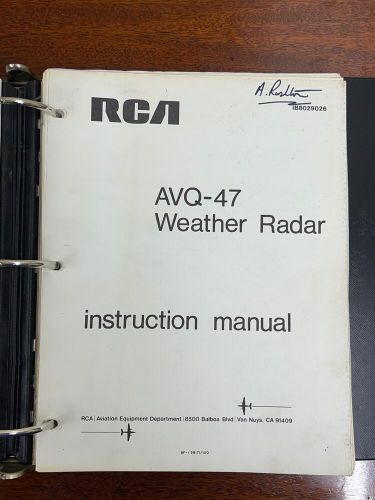 IB8029026
RCA
AVQ-47
Weather Radar
instruction manual
RCA | Aviation Equipment Department | 8500 Balboa Blvd | Van Nuys, CA 91409